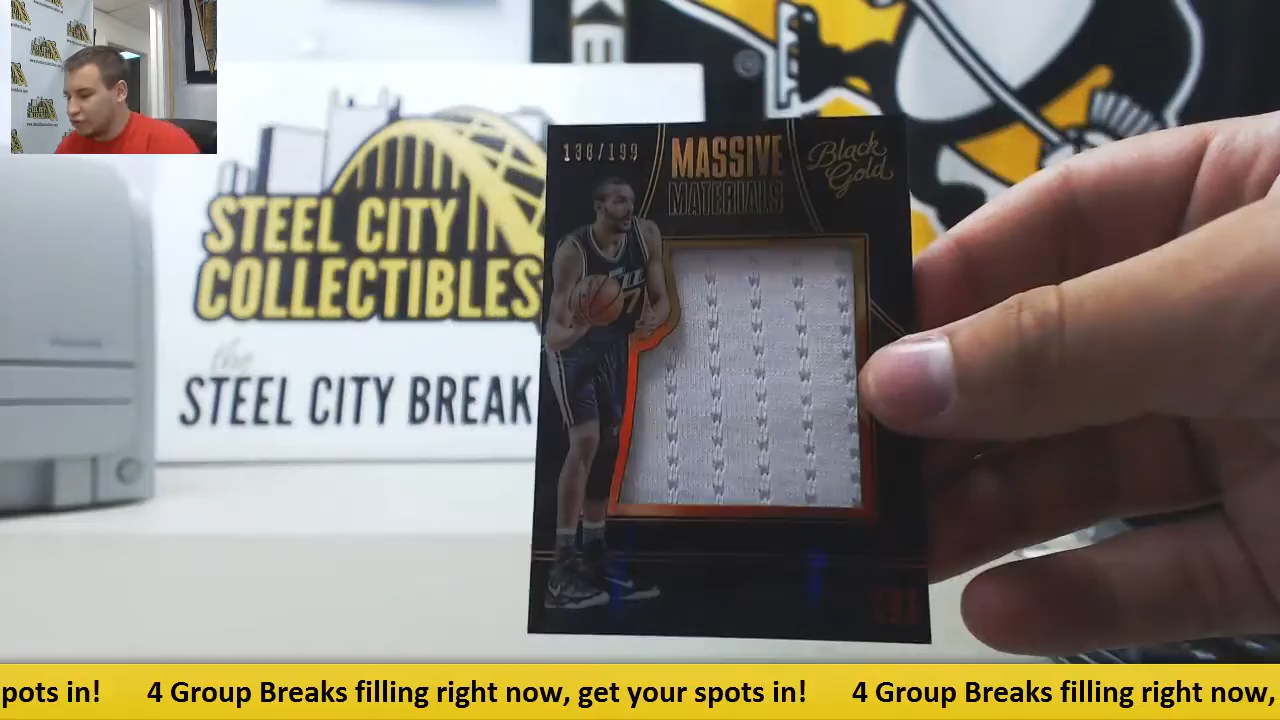 STEEL CITY
COLLECTIBLES
the
STEEL CITY BREAK
138/199
MASSIVE
MATERIALS
Black
Gold
7
pots in! 4 Group Breaks filling right now, get your spots in! 4 Group Breaks filling right now,